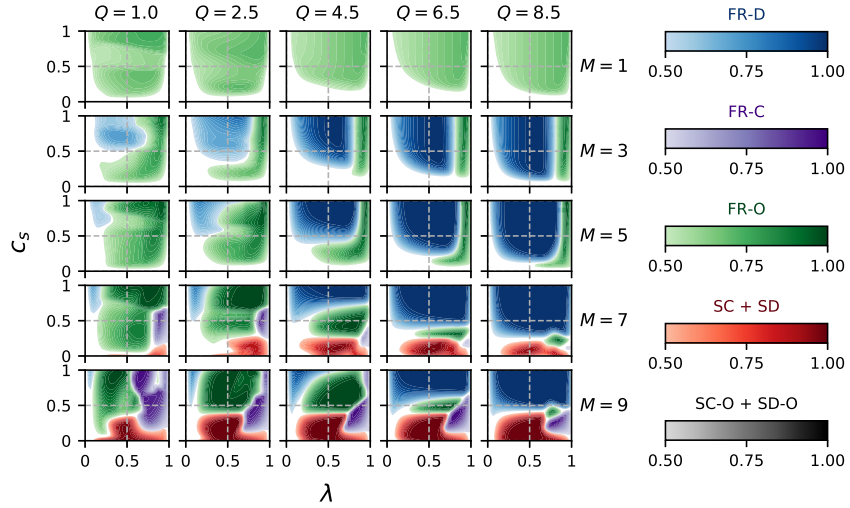 Q = 1.0 Q = 2.5 Q = 4.5 Q = 6.5 Q = 8.5
1
0.5
0
M = 1
1
0.5
0
M = 3
1
0.5
0
M = 5
1
0.5
0
M = 7
1
0.5
0
M = 9
0 0.5 1 0 0.5 1 0 0.5 1 0 0.5 1 0 0.5 1
c_s
λ
FR-D
0.50 0.75 1.00
FR-C
0.50 0.75 1.00
FR-O
0.50 0.75 1.00
SC + SD
0.50 0.75 1.00
SC-O + SD-O
0.50 0.75 1.00